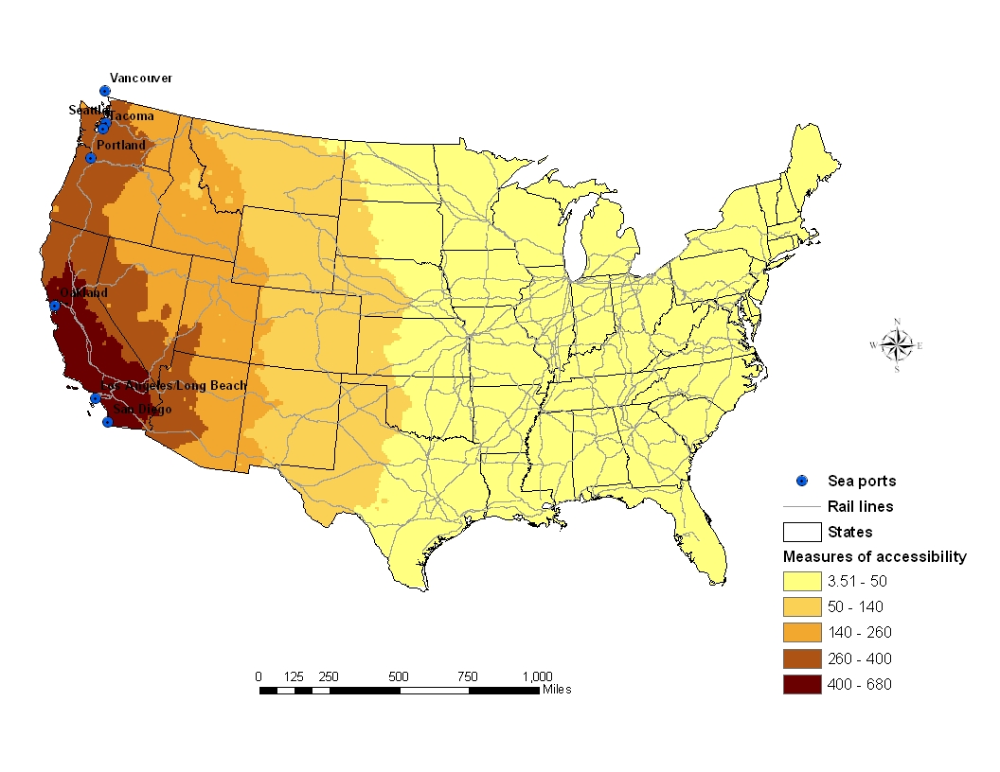 Vancouver
Seattle
Tacoma
Portland
Oakland
Los Angeles/Long Beach
San Diego
N
W
E
S
Sea ports
Rail lines
States
Measures of accessibility
3.51 - 50
50 - 140
140 - 260
260 - 400
400 - 680
0 125 250 500 750 1,000
Miles